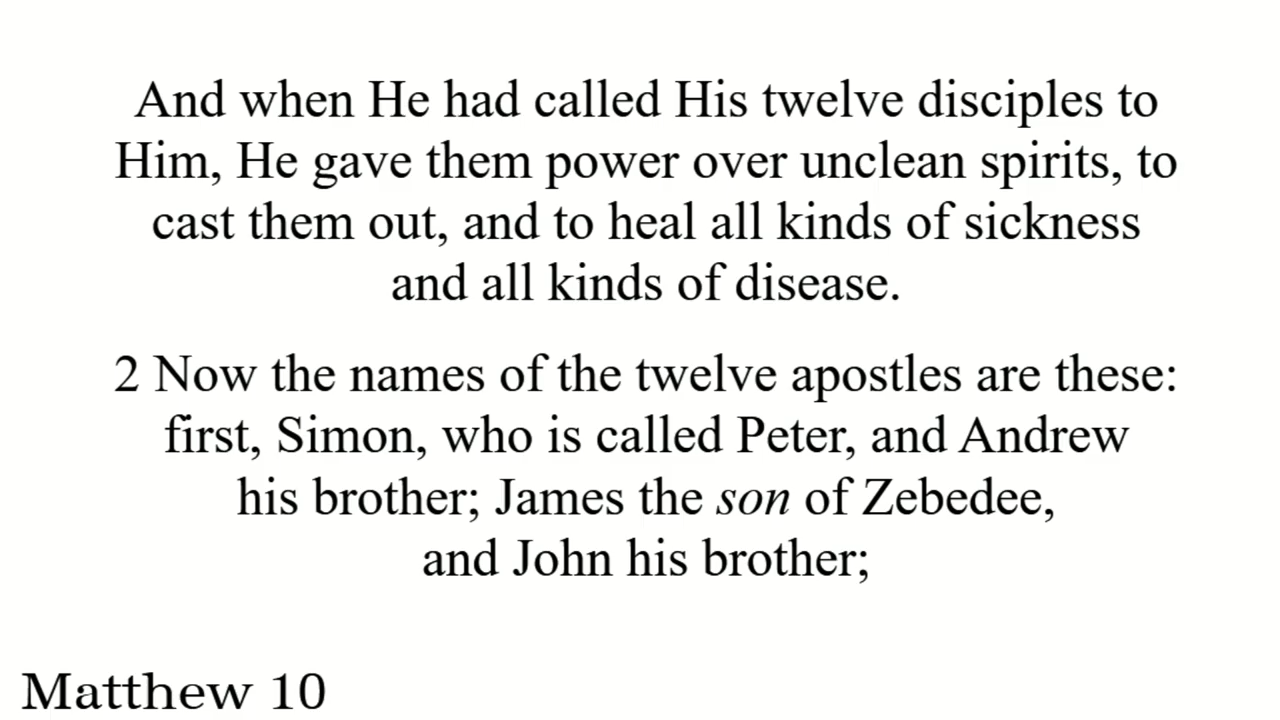 And when He had called His twelve disciples to
Him, He gave them power over unclean spirits, to
cast them out, and to heal all kinds of sickness
and all kinds of disease.
2 Now the names of the twelve apostles are these:
first, Simon, who is called Peter, and Andrew
his brother; James the son of Zebedee,
and John his brother;
Matthew 10